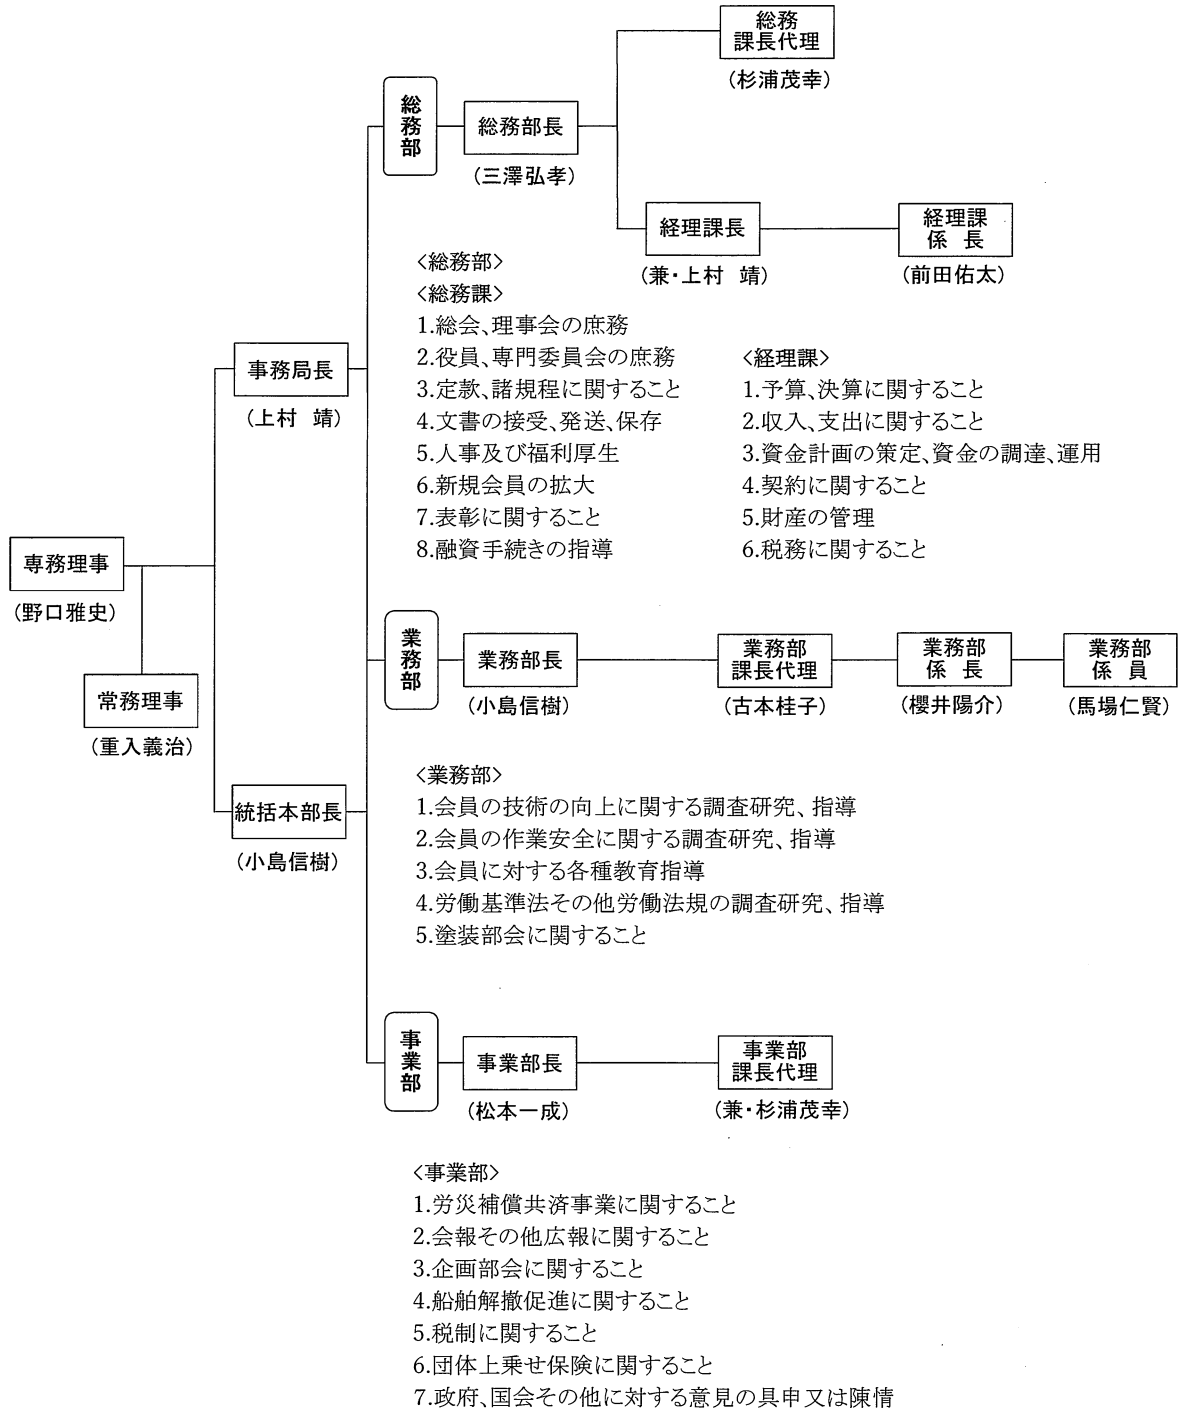 総務
課長代理
(杉浦茂幸)
総務部
総務部長
(三澤弘孝)
経理課長
(兼・上村 靖)
経理課
係 長
(前田佑太)
<総務部>
<総務課>
1.総会、理事会の庶務
2.役員、専門委員会の庶務
3.定款、諸規程に関すること
4.文書の接受、発送、保存
5.人事及び福利厚生
6.新規会員の拡大
7.表彰に関すること
8.融資手続きの指導
<経理課>
1.予算、決算に関すること
2.収入、支出に関すること
3.資金計画の策定、資金の調達、運用
4.契約に関すること
5.財産の管理
6.税務に関すること
事務局長
(上村 靖)
専務理事
(野口雅史)
常務理事
(重入義治)
統括本部長
(小島信樹)
業務部
業務部長
(小島信樹)
業務部
課長代理
(古本桂子)
業務部
係 長
(櫻井陽介)
業務部
係 員
(馬場仁賢)
<業務部>
1.会員の技術の向上に関する調査研究、指導
2.会員の作業安全に関する調査研究、指導
3.会員に対する各種教育指導
4.労働基準法その他労働法規の調査研究、指導
5.塗装部会に関すること
事業部
事業部長
(松本一成)
事業部
課長代理
(兼・杉浦茂幸)
<事業部>
1.労災補償共済事業に関すること
2.会報その他広報に関すること
3.企画部会に関すること
4.船舶解撤促進に関すること
5.税制に関すること
6.団体上乗せ保険に関すること
7.政府、国会その他に対する意見の具申又は陳情